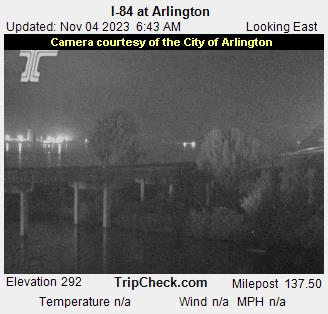 I-84 at Arlington
Updated: Nov 04 2023 6:43 AM Looking East
Camera courtesy of the City of Arlington
Elevation 292 TripCheck.com Milepost 137.50
Temperature n/a Wind n/a MPH n/a